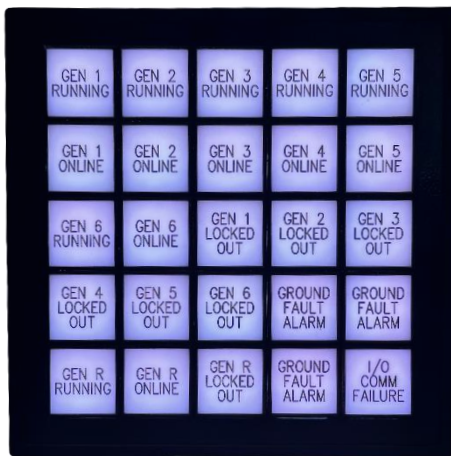 GEN 1
RUNNING
GEN 2
RUNNING
GEN 3
RUNNING
GEN 4
RUNNING
GEN 5
RUNNING
GEN 1
ONLINE
GEN 2
ONLINE
GEN 3
ONLINE
GEN 4
ONLINE
GEN 5
ONLINE
GEN 6
RUNNING
GEN 6
ONLINE
GEN 1
LOCKED
OUT
GEN 2
LOCKED
OUT
GEN 3
LOCKED
OUT
GEN 4
LOCKED
OUT
GEN 5
LOCKED
OUT
GEN 6
LOCKED
OUT
GROUND
FAULT
ALARM
GROUND
FAULT
ALARM
GEN R
RUNNING
GEN R
ONLINE
GEN R
LOCKED
OUT
GROUND
FAULT
ALARM
I/O
COMM
FAILURE